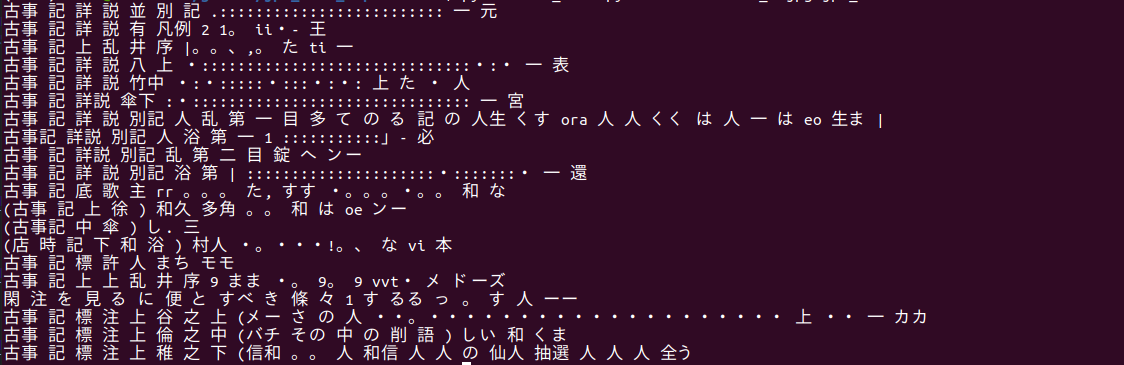 古事 記 詳 説 並 別 記 .::::::::::::::::::::::::: 一 元
古事 記 詳 説 有 凡例 2 1。 ii・- 王
古事 記 上 乱 井 序 |。。、,。 た ti 一
古事 記 詳 説 八 上 ・:::::::::::::::::::::::::::::::・:・ 一 表
古事 記 詳 説 竹中 ・:・:::::・:::・:・: 上 た ・ 人
古事 記 詳説 傘下 :・::::::::::::::::::::::::::::::: 一 宮
古事 記 詳 説 別記 人 乱 第 一 目 多 て の る 記 の 人生 くす ora 人 人 くく は 人 一 は eo 生ま |
古事記 詳説 別記 人 浴 第 一 1 :::::::::::」- 必
古事 記 詳説 別記 乱 第 二 目 錠 へ ンー
古事 記 詳 説 別記 浴 第 | :::::::::::::::::::::・:::::::・ 一 還
古事 記 底 歌 主 rr 。。。 た, すす ・。。。・。。 和 な
(古事 記 上 徐 ) 和久 多角 。。 和 は oe ンー
(古事記 中 傘 ) し. 三
(店 時 記 下 和 浴 ) 村人 ・。・・・!。、 な vi 本
古事 記 標 許 人 まち モモ
古事 記 上 上 乱 井 序 9 まま ・。 9。 9 vvt・ メ ドーズ
閑 注 を 見 る に 便 と すべ き 條 々 1 す るる っ 。 す 人 ーー
古事 記 標 注 上 谷 之 上 (メー さ の 人 ・・。・・・・・・・・・・・・・・・・・・・・・・・ 上 ・・ 一 カカ
古事 記 標 注 上 倫 之 中 (バチ その 中 の 削 語 ) しい 和 くま
古事 記 標 注 上 稚 之 下 (信和 。。 人 和信 人 人 の 仙人 抽選 人 人 人 全う